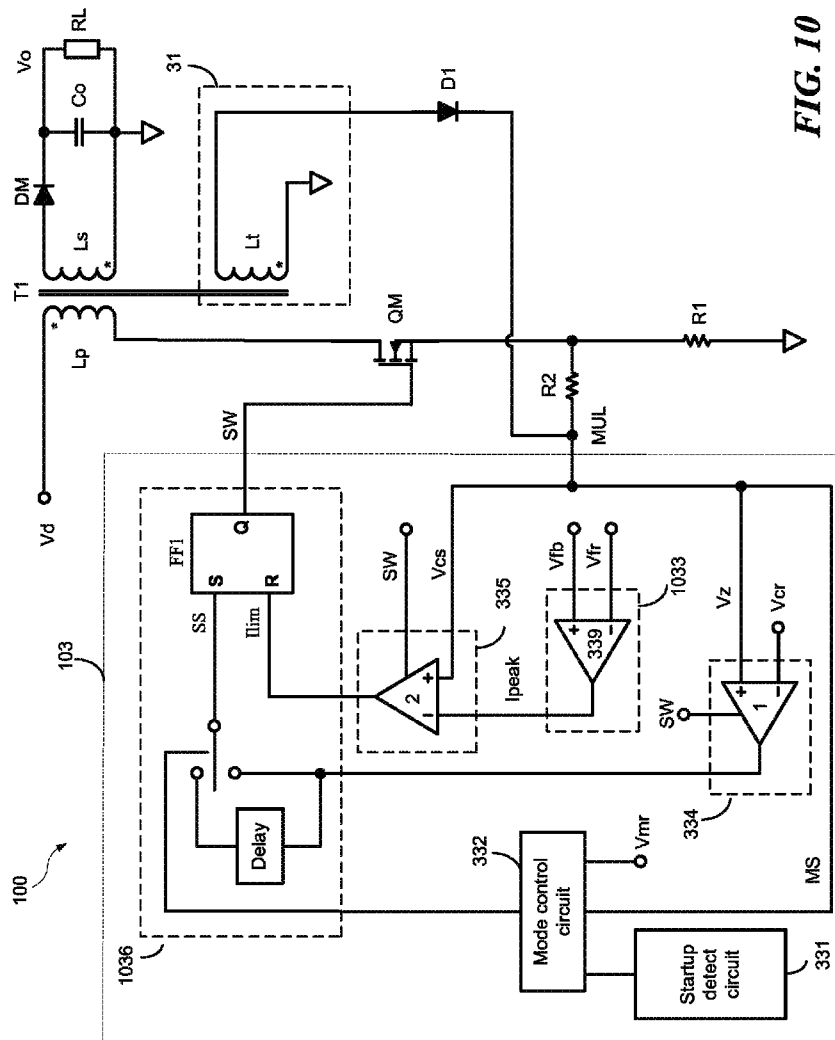 100
Vd
T1
Vo
DM
Ls
Co
RL
Lp
*
*
31
Lt
*
D1
103
1036
Delay
SS
Ilim
FF1
S
R
Q
SW
QM
SW
Vcs
335
2
+
−
Ipeak
339
+
−
Vfb
Vfr
1033
R2
MUL
R1
332
Mode control
circuit
Vmr
334
SW
1
+
−
Vz
Vcr
Startup
detect
circuit
331
MS
FIG. 10